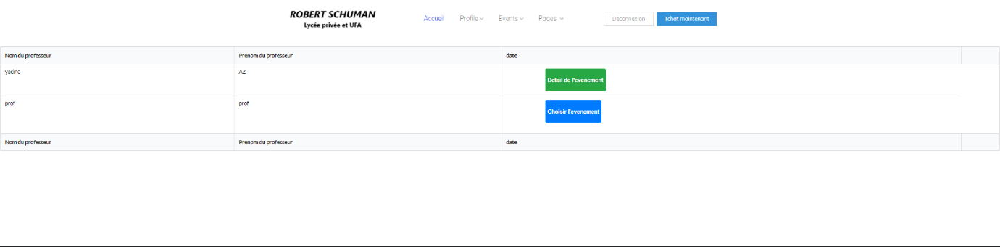 ROBERT SCHUMAN
Lycée privée et UFA
Accueil Profile Events Pages Deconnexion Tchat maintenant
Nom du professeur Prenom du professeur date
yacine AZ Detail de l'evenement
prof prof Choisir l'evenement
Nom du professeur Prenom du professeur date